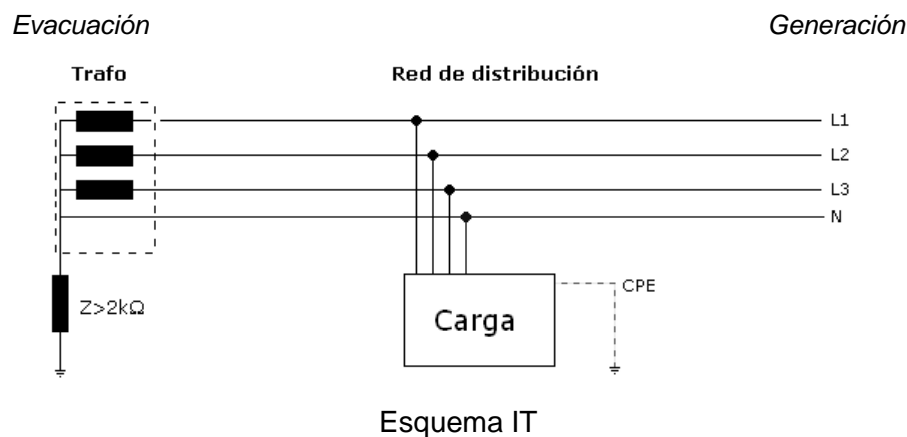 Evacuación Generación
Trafo Red de distribución
L1
L2
L3
N
CPE
Z>2kΩ
Carga
Esquema IT